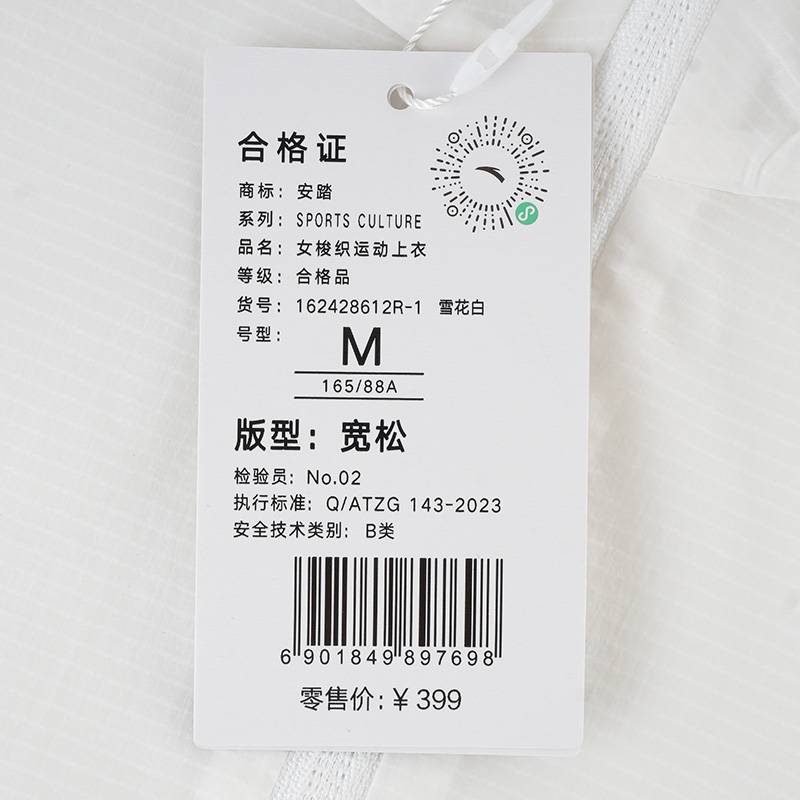 合格证
商标：安踏
系列：SPORTS CULTURE
品名：女梭织运动上衣
等级：合格品
货号：162428612R-1 雪花白
号型：M
165/88A
版型：宽松
检验员：No.02
执行标准：Q/ATZG 143-2023
安全技术类别：B类
6 901849 897698
零售价：¥ 399